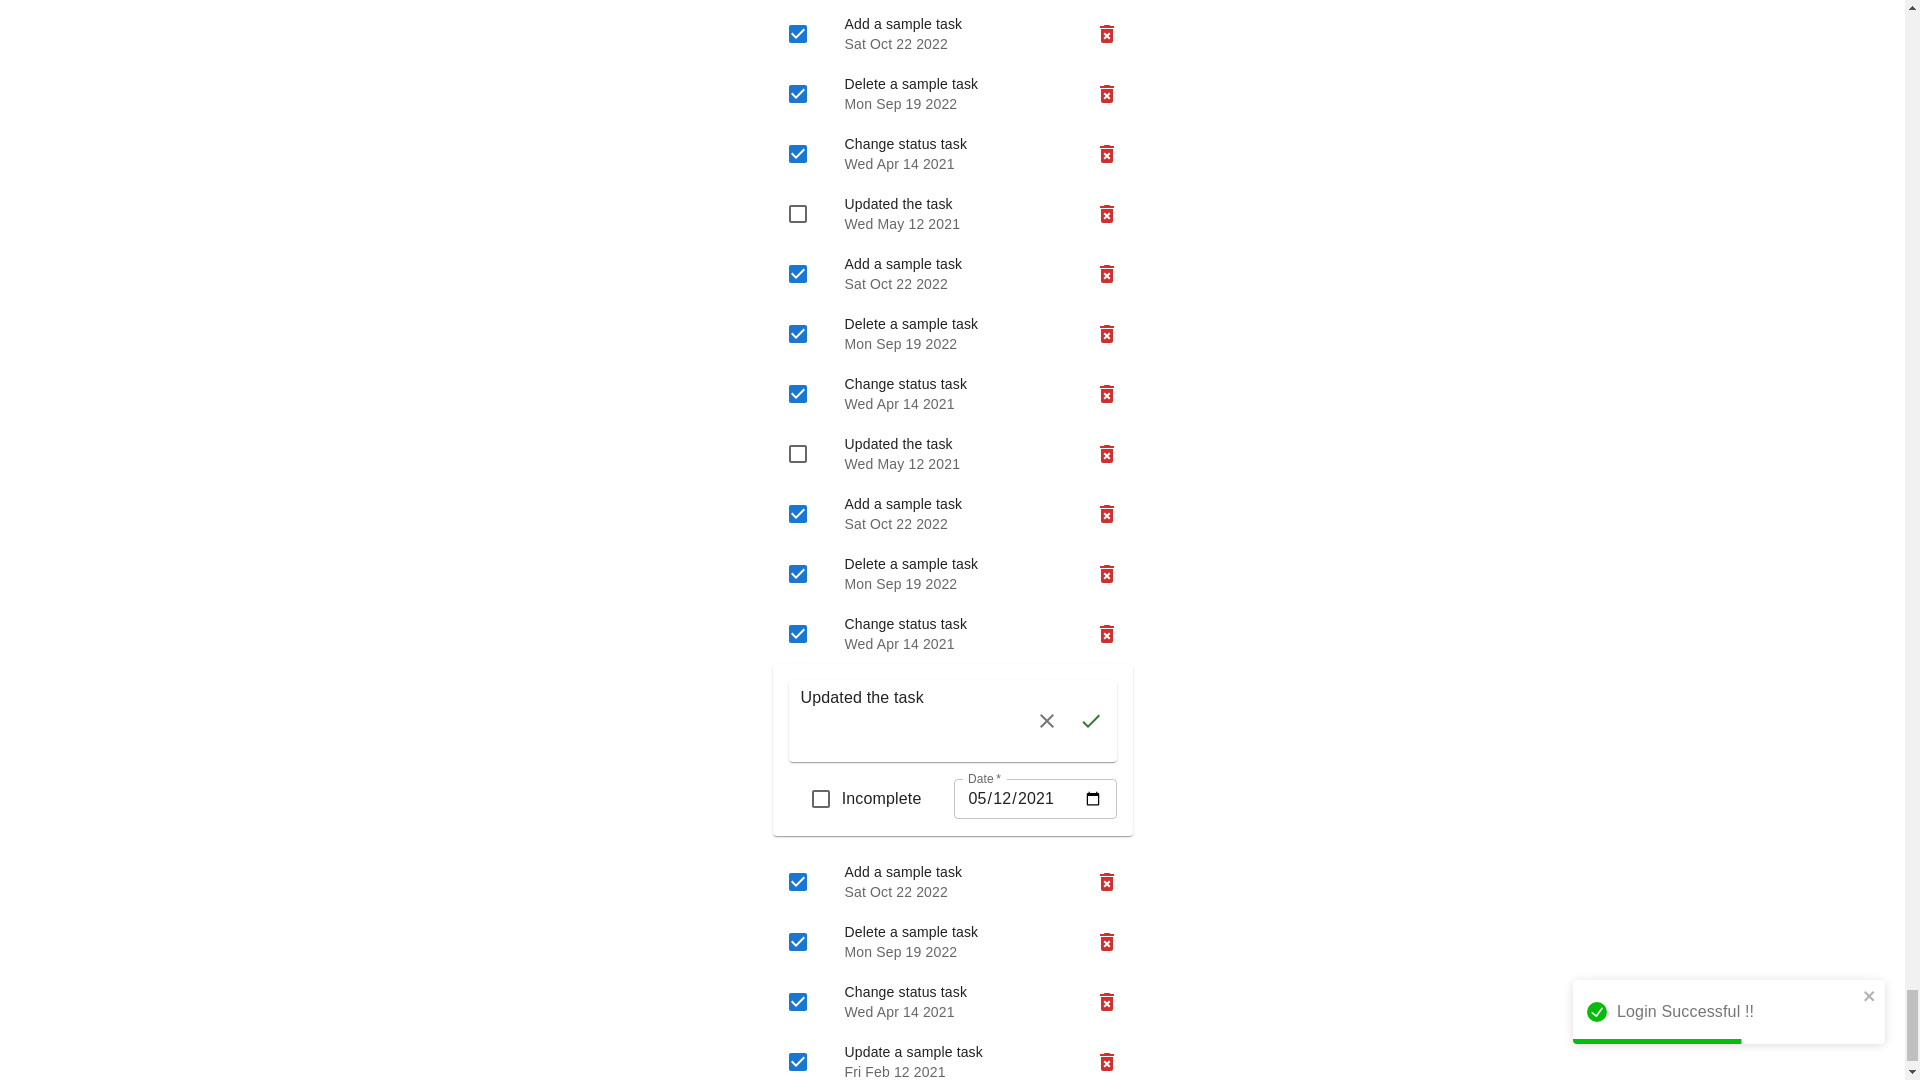 Add a sample task
Sat Oct 22 2022
Delete a sample task
Mon Sep 19 2022
Change status task
Wed Apr 14 2021
Updated the task
Wed May 12 2021
Add a sample task
Sat Oct 22 2022
Delete a sample task
Mon Sep 19 2022
Change status task
Wed Apr 14 2021
Updated the task
Wed May 12 2021
Add a sample task
Sat Oct 22 2022
Delete a sample task
Mon Sep 19 2022
Change status task
Wed Apr 14 2021
Updated the task
Date *
Incomplete
05/12/2021
Add a sample task
Sat Oct 22 2022
Delete a sample task
Mon Sep 19 2022
Change status task
Wed Apr 14 2021
Login Successful !!
Update a sample task
Fri Feb 12 2021